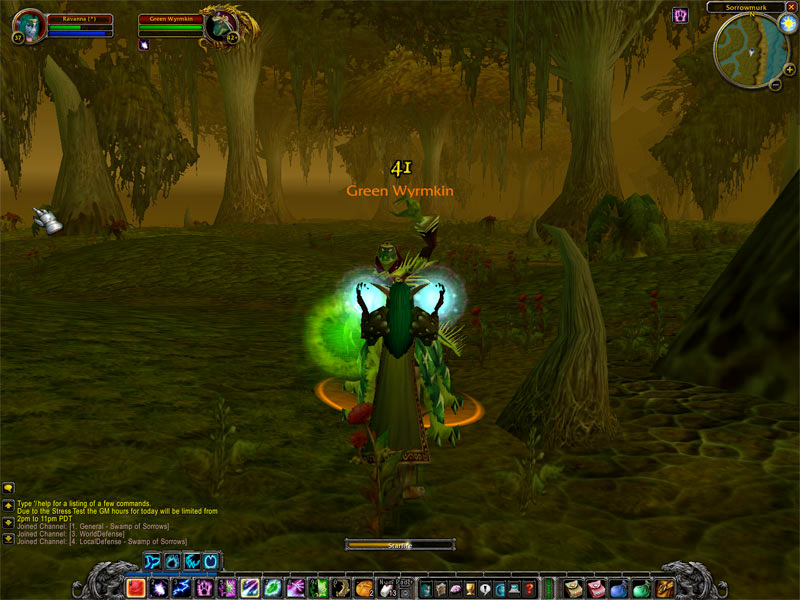 Ravanna (*)
37
Green Wyrmkin
42+
Sorrowmurk
N
41
Green Wyrmkin
Type '/help for a listing of a few commands.
Due to the Stress Test the GM hours for today will be limited from
2pm to 11pm PDT
Joined Channel: [1. General - Swamp of Sorrows]
Joined Channel: [3. WorldDefense]
Joined Channel: [4. LocalDefense - Swamp of Sorrows]
Starfire
2
13